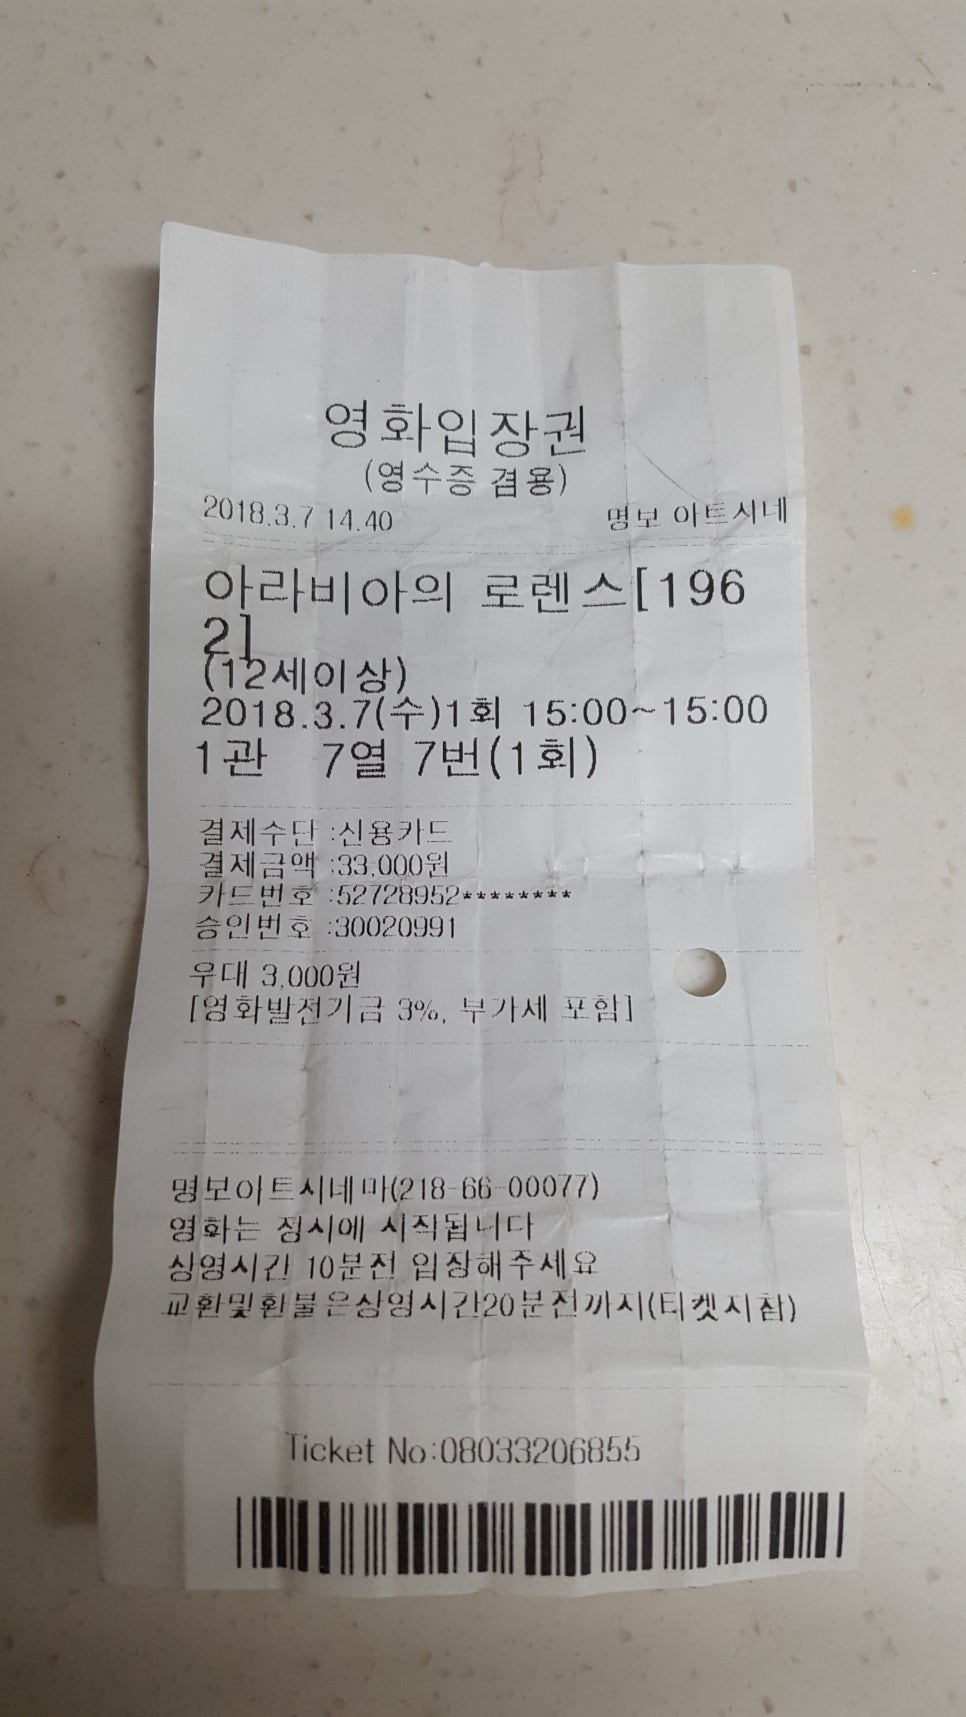 영화입장권
(영수증 겸용)
2018.3.7 14.40 명보 아트시네
아라비아의 로렌스[196
2]
(12세이상)
2018.3.7(수)1회 15:00~15:00
1관 7열 7번(1회)
결제수단 :신용카드
결제금액 :33,000원
카드번호 :52728952********
승인번호 :30020991
우대 3,000원
[영화발전기금 3%, 부가세 포함]
명보아트시네마(218-66-00077)
영화는 정시에 시작됩니다
상영시간 10분전 입장해주세요
교환및환불은상영시간20분전까지(티켓지참)
Ticket No:08033206855